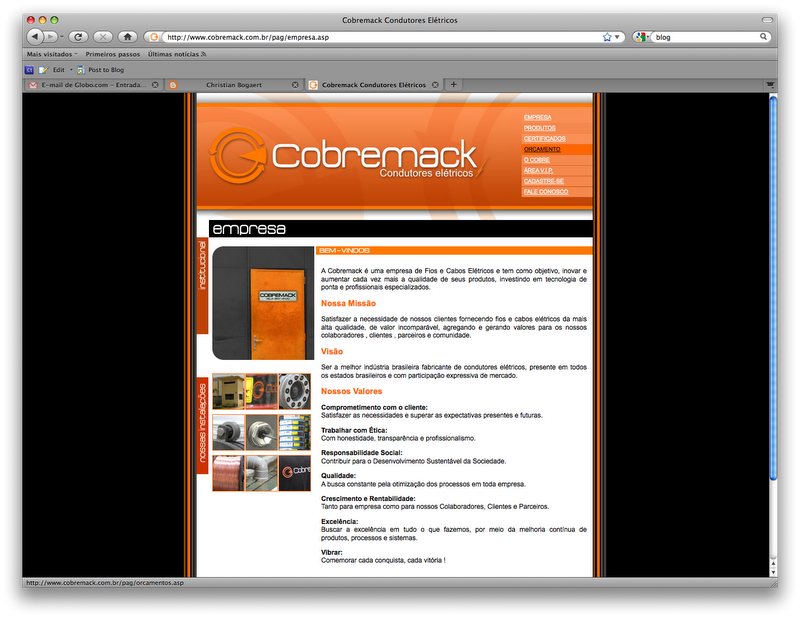 Cobremack Condutores Elétricos
http://www.cobremack.com.br/pag/empresa.asp
blog
Mais visitados
Primeiros passos
Últimas notícias
Edit
Post to Blog
E-mail de Globo.com – Entrada...
Christian Bogaert
Cobremack Condutores Elétricos
Cobremack
Condutores elétricos
EMPRESA
PRODUTOS
CERTIFICADOS
ORÇAMENTO
O COBRE
ÁREA V.I.P.
CADASTRE-SE
FALE CONOSCO
empresa
institucional
COBREMACK
BEM-VINDOS
A Cobremack é uma empresa de Fios e Cabos Elétricos e tem como objetivo, inovar e
aumentar cada vez mais a qualidade de seus produtos, investindo em tecnologia de
ponta e profissionais especializados.
Nossa Missão
Satisfazer a necessidade de nossos clientes fornecendo fios e cabos elétricos da mais
alta qualidade, de valor incomparável, agregando e gerando valores para os nossos
colaboradores , clientes , parceiros e comunidade.
Visão
Ser a melhor indústria brasileira fabricante de condutores elétricos, presente em todos
os estados brasileiros e com participação expressiva de mercado.
nossas instalações
Nossos Valores
Comprometimento com o cliente:
Satisfazer as necessidades e superar as expectativas presentes e futuras.
Trabalhar com Ética:
Com honestidade, transparência e profissionalismo.
Responsabilidade Social:
Contribuir para o Desenvolvimento Sustentável da Sociedade.
Qualidade:
A busca constante pela otimização dos processos em toda empresa.
Crescimento e Rentabilidade:
Tanto para empresa como para nossos Colaboradores, Clientes e Parceiros.
Excelência:
Buscar a excelência em tudo o que fazemos, por meio da melhoria contínua de
produtos, processos e sistemas.
Vibrar:
Comemorar cada conquista, cada vitória !
http://www.cobremack.com.br/pag/orcamentos.asp